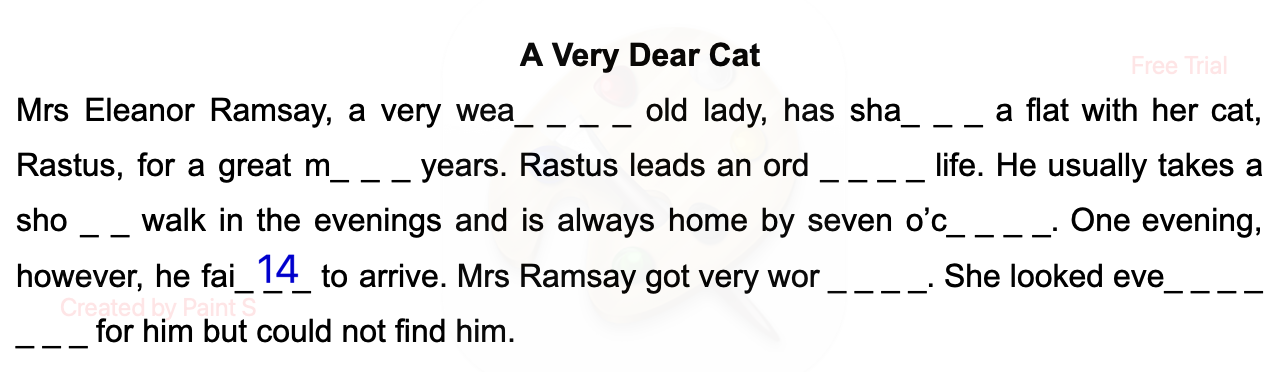 A Very Dear Cat
Free Trial
Mrs Eleanor Ramsay, a very wea_ _ _ _ old lady, has sha_ _ _ a flat with her cat,
Rastus, for a great m_ _ _ years. Rastus leads an ord _ _ _ _ life. He usually takes a
sho _ _ walk in the evenings and is always home by seven o’c_ _ _ _. One evening,
however, he fai_ _ _ to arrive. Mrs Ramsay got very wor _ _ _ _. She looked eve_ _ _ _
14
Created by Paint S
_ _ _ for him but could not find him.